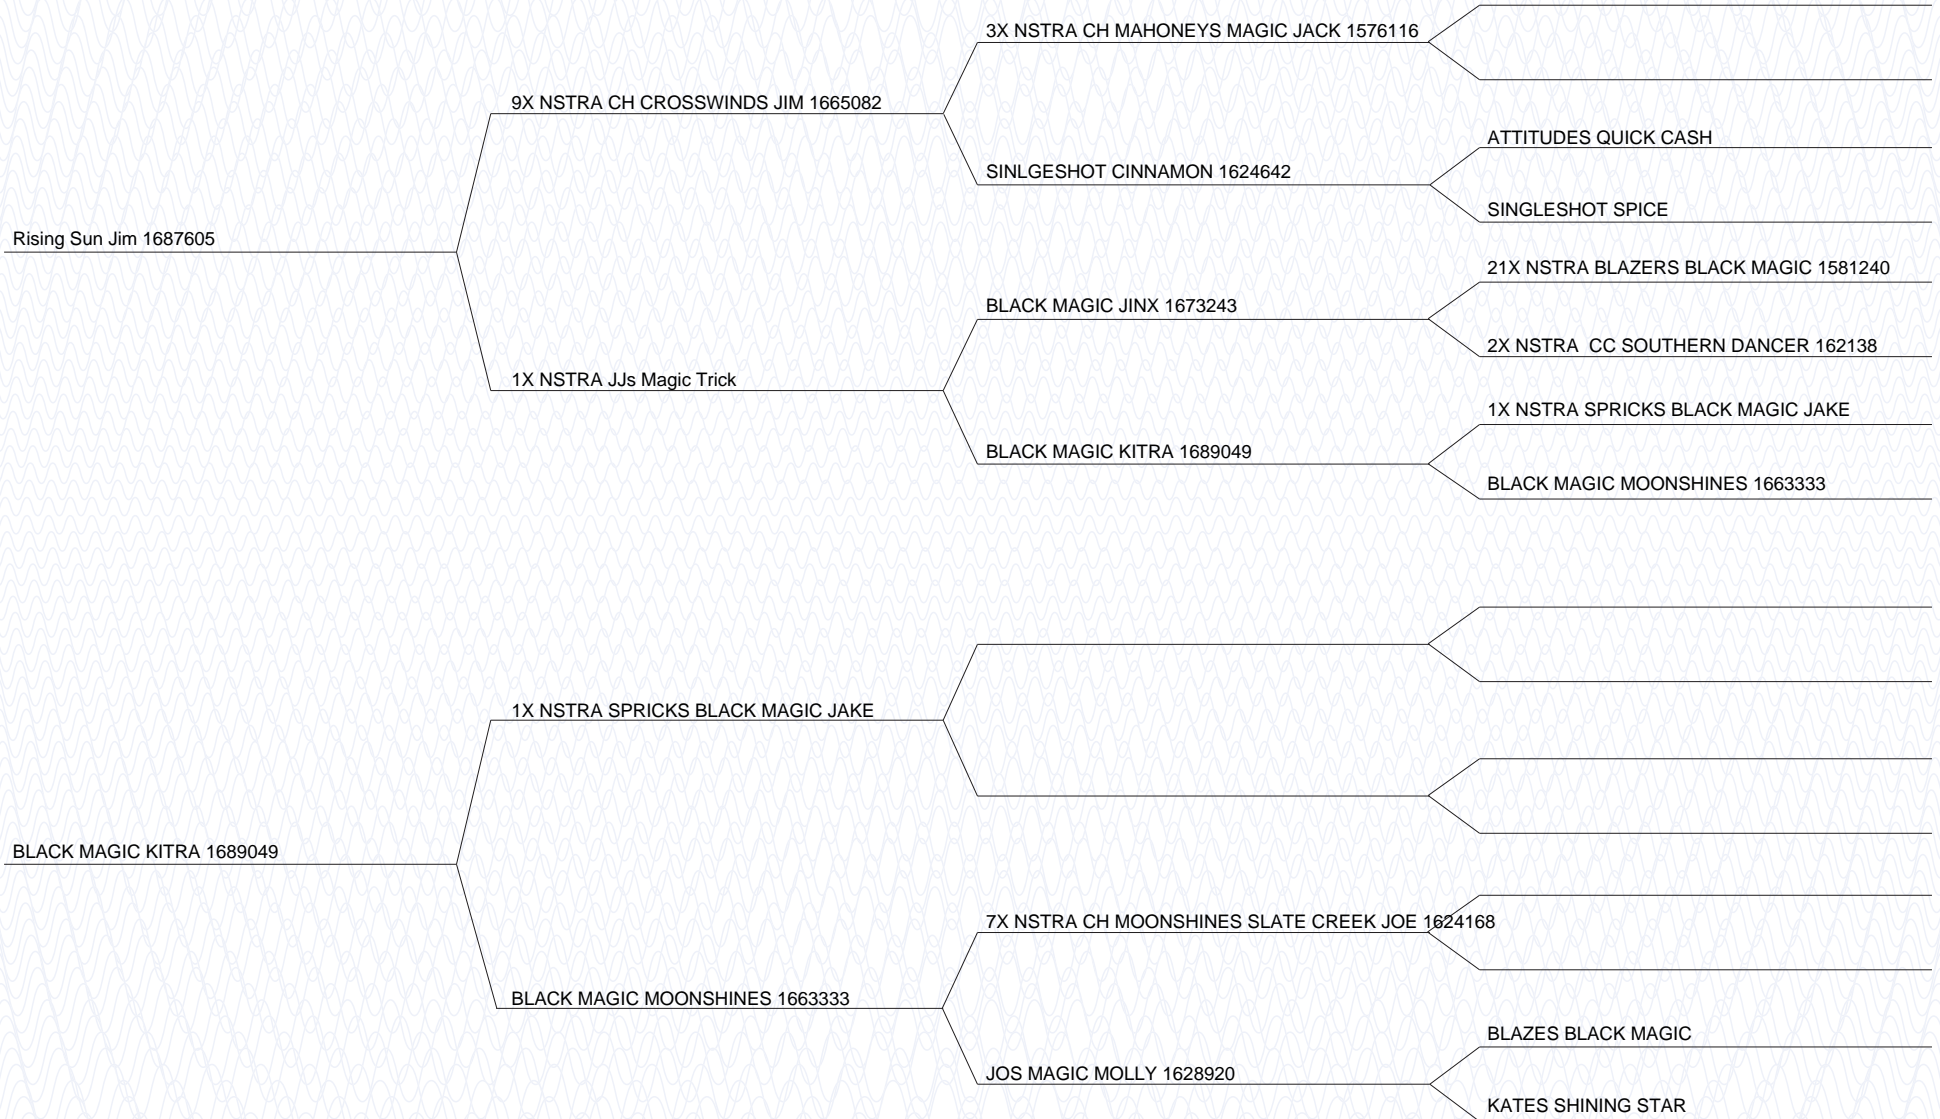 3X NSTRA CH MAHONEYS MAGIC JACK 1576116
9X NSTRA CH CROSSWINDS JIM 1665082
ATTITUDES QUICK CASH
SINLGESHOT CINNAMON 1624642
SINGLESHOT SPICE
Rising Sun Jim 1687605
21X NSTRA BLAZERS BLACK MAGIC 1581240
BLACK MAGIC JINX 1673243
2X NSTRA  CC SOUTHERN DANCER 162138
1X NSTRA JJs Magic Trick
1X NSTRA SPRICKS BLACK MAGIC JAKE
BLACK MAGIC KITRA 1689049
BLACK MAGIC MOONSHINES 1663333
1X NSTRA SPRICKS BLACK MAGIC JAKE
BLACK MAGIC KITRA 1689049
7X NSTRA CH MOONSHINES SLATE CREEK JOE 1624168
BLACK MAGIC MOONSHINES 1663333
BLAZES BLACK MAGIC
JOS MAGIC MOLLY 1628920
KATES SHINING STAR